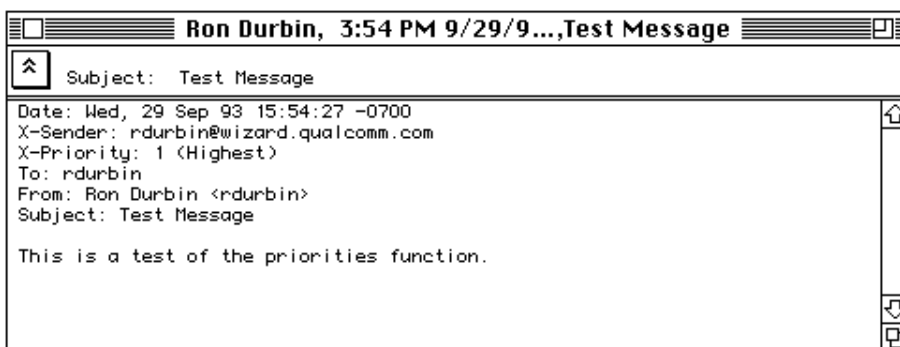 Ron Durbin, 3:54 PM 9/29/9...,Test Message
Subject: Test Message
Date: Wed, 29 Sep 93 15:54:27 -0700
X-Sender: rdurbin@wizard.qualcomm.com
X-Priority: 1 (Highest)
To: rdurbin
From: Ron Durbin <rdurbin>
Subject: Test Message
This is a test of the priorities function.